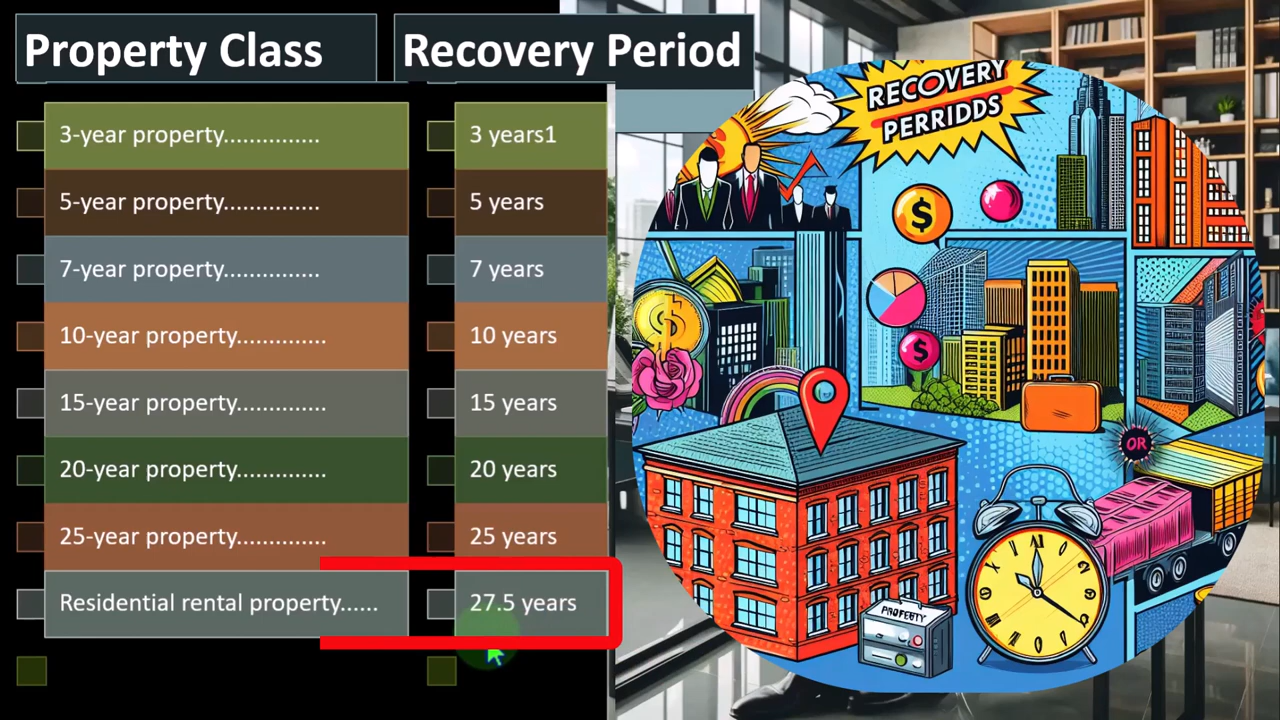 Property Class Recovery Period
3-year property............... 3 years1
5-year property............... 5 years
7-year property............... 7 years
10-year property.............. 10 years
15-year property.............. 15 years
20-year property.............. 20 years
25-year property.............. 25 years
Residential rental property...... 27.5 years
RECOVERY
PERRIDDS
$
$
$
OR
PROPERTY